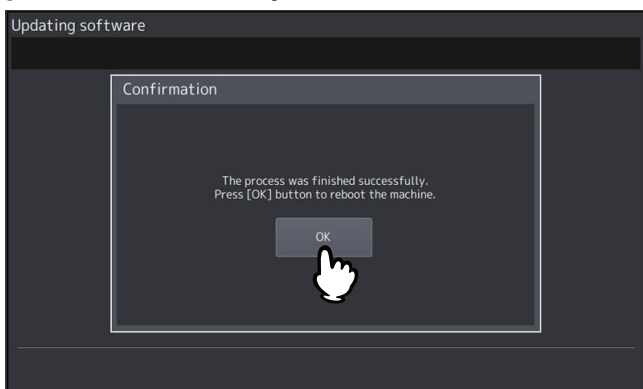 Updating software
Confirmation
The process was finished successfully.
Press [OK] button to reboot the machine.
OK